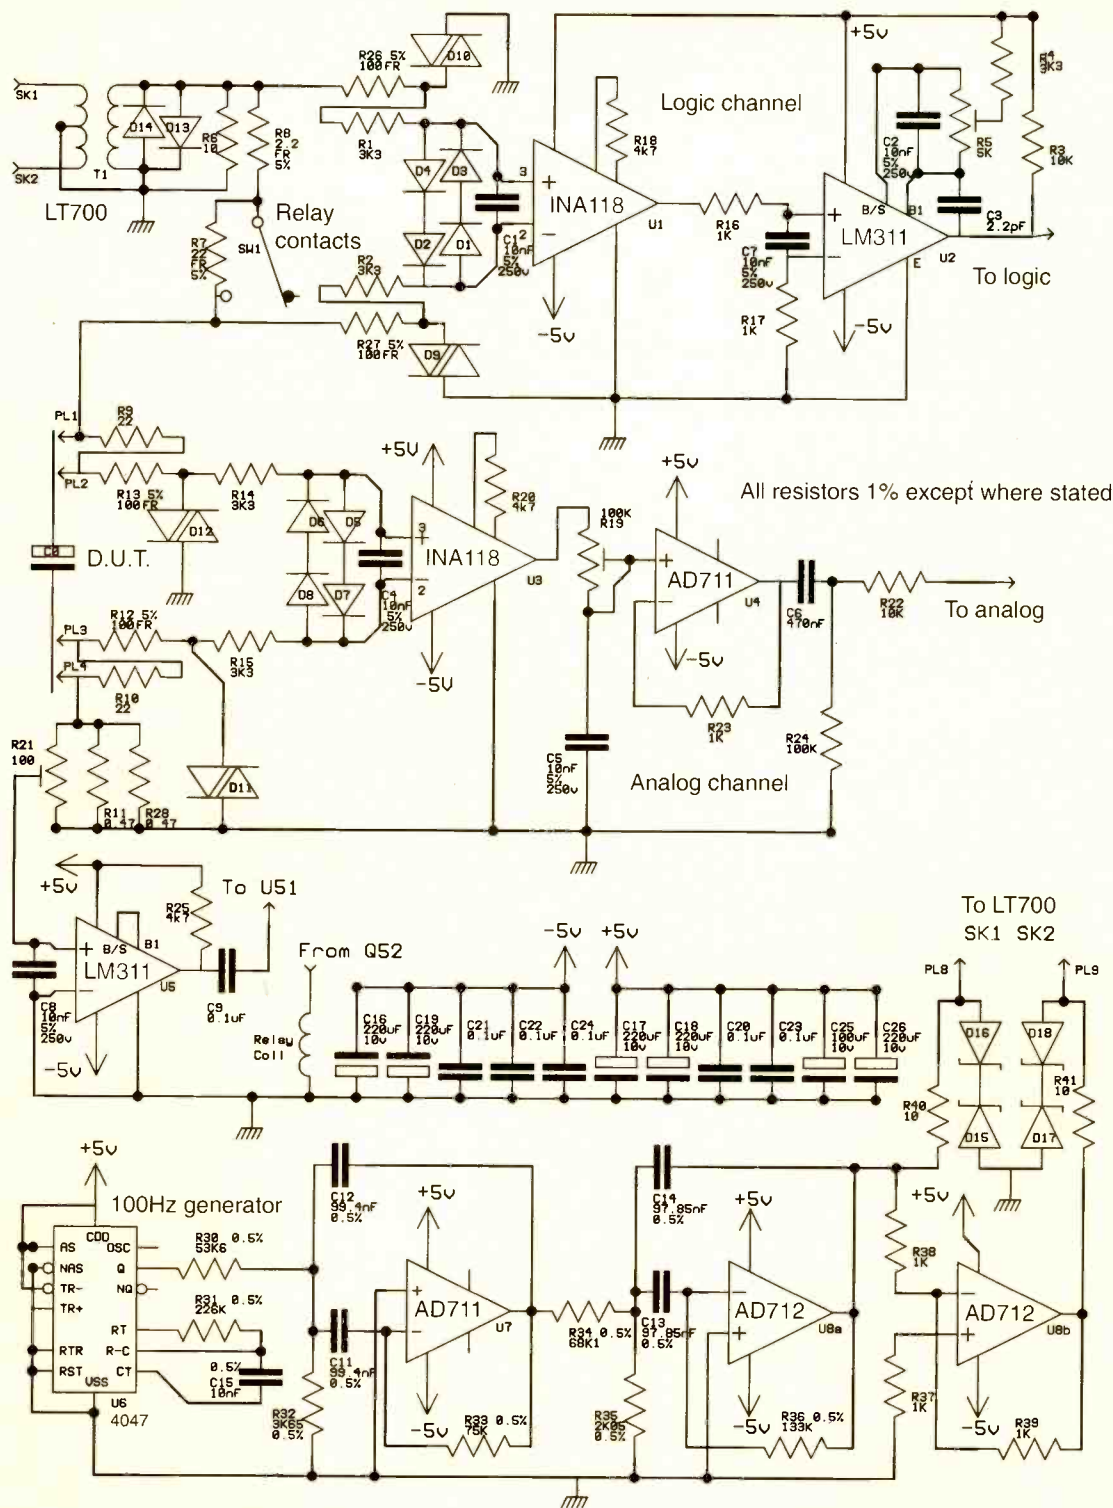 SK1
SK2
LT700
T1
D14
D13
R6
10
R8
2.2
FR
5%
R7
22
FR
5%
SW1
Relay
contacts
R26 5%
100FR
D10
R1
3K3
D4
D3
D2
D1
R2
3K3
R27 5%
100FR
D9
C1
10nF
5%
250v
3
2
+
−
INA118
U1
-5v
R18
4k7
Logic channel
R16
1K
C7
10nF
5%
250v
R17
1K
+5v
C2
10nF
5%
250v
R5
5K
R4
3K3
R3
10K
B/S
B1
+
−
LM311
U2
E
C3
2.2pF
-5v
To logic
PL1
R9
22
PL2
R13 5%
100FR
R14
3K3
D12
C0
D.U.T.
PL3
R12 5%
100FR
PL4
R10
22
R15
3K3
D6
D5
D8
D7
C4
10nF
5%
250v
+5V
3
2
+
−
INA118
U3
-5V
R20
4k7
100K
R19
+5v
+
−
AD711
U4
-5v
All resistors 1% except where stated
C6
470nF
R22
10K
To analog
R23
1K
R24
100K
C5
10nF
5%
250v
Analog channel
R21
100
R11
0.47
R28
0.47
D11
+5v
R25
4k7
To U51
B/S
B1
+
−
LM311
U5
C8
10nF
5%
250v
-5v
C9
0.1uF
From Q52
Relay
Coil
-5v
+5v
C16
220uF
10v
C19
220uF
10v
C21
0.1uF
C22
0.1uF
C24
0.1uF
C17
220uF
10v
C18
220uF
10v
C20
0.1uF
C23
0.1uF
C25
100uF
10v
C26
220uF
10v
To LT700
SK1 SK2
PL8
PL9
D16
D18
D15
D17
R40
10
R41
10
+5v
100Hz generator
CDD
AS
OSC
NAS
Q
TR-
NQ
TR+
RT
RTR
R-C
RST
CT
VSS
U6
4047
R30 0.5%
53K6
R31 0.5%
226K
0.5%
C15
10nF
C12
99.4nF
0.5%
C11
99.4nF
0.5%
R32
3K65
0.5%
+5v
+
−
AD711
U7
-5v
R33 0.5%
75K
R34 0.5%
68K1
C14
97.85nF
0.5%
C13
97.85nF
0.5%
R35
2K05
0.5%
+5v
−
+
AD712
U8a
-5v
R36 0.5%
133K
R38
1K
R37
1K
+5v
−
+
AD712
U8b
-5v
R39
1K